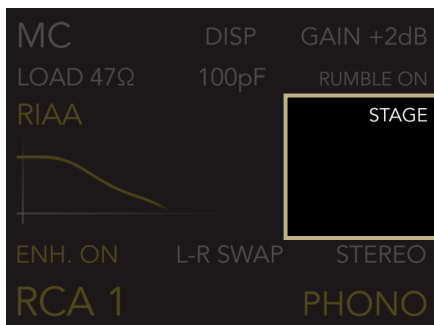 MC DISP GAIN +2dB
LOAD 47Ω 100pF RUMBLE ON
RIAA STAGE
ENH. ON L-R SWAP STEREO
RCA 1 PHONO